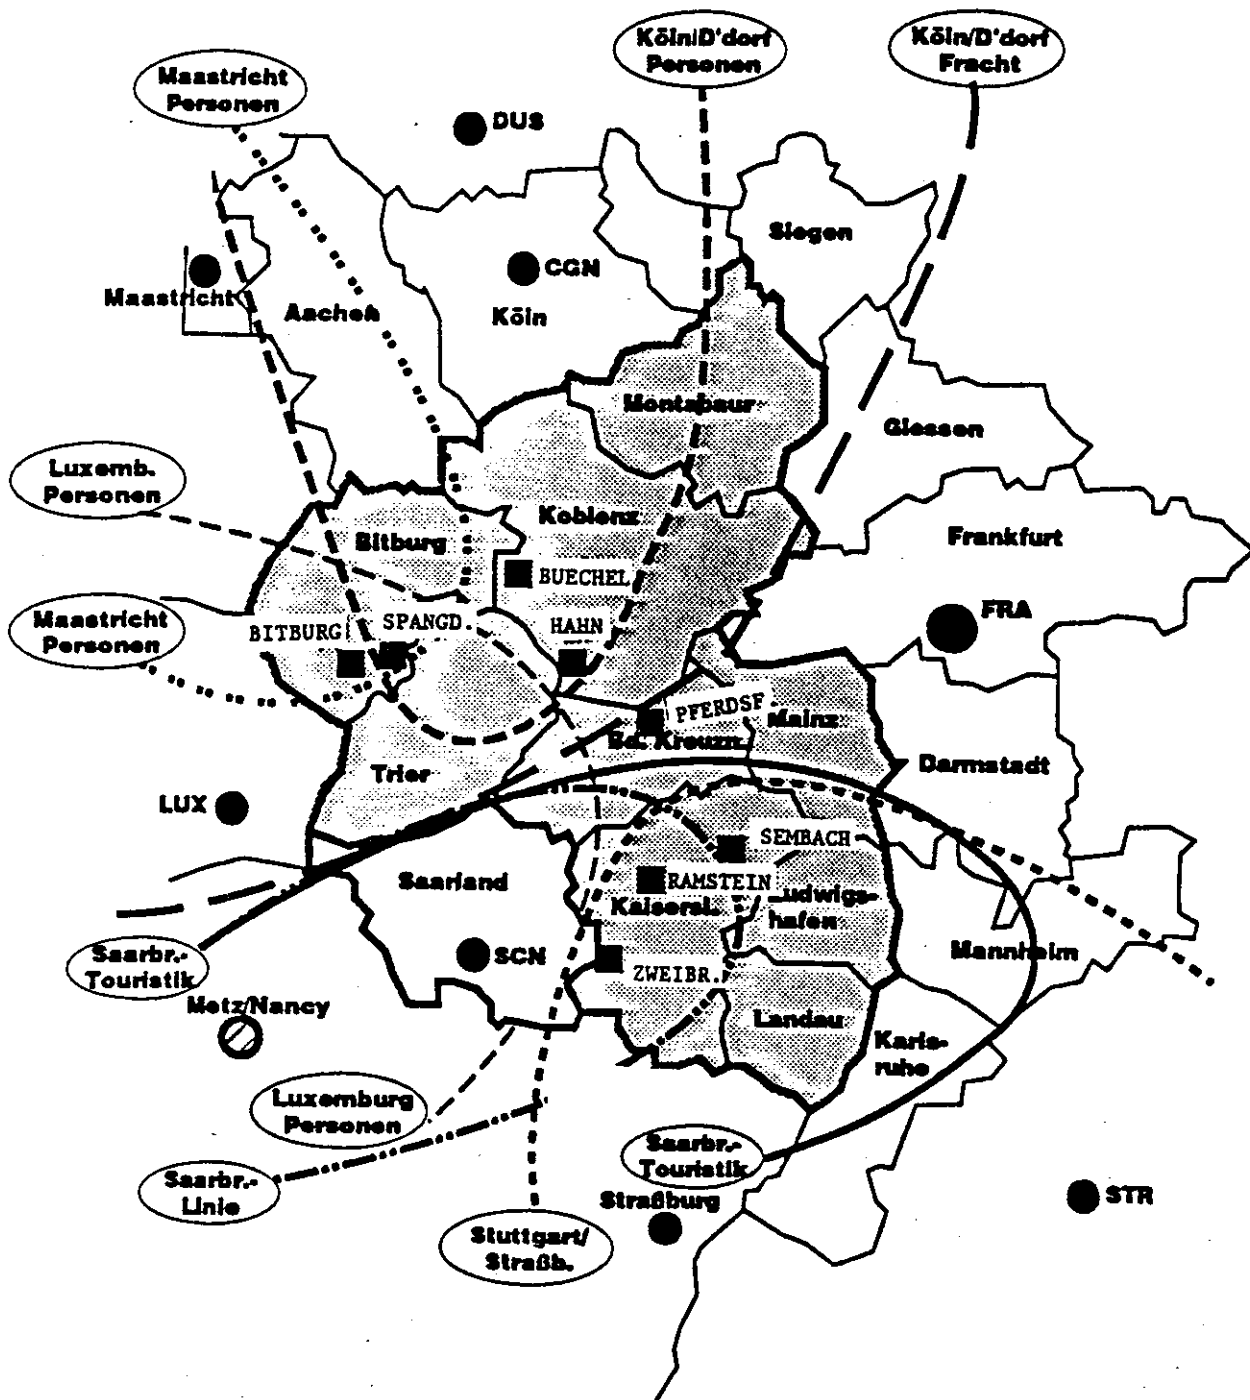 Köln/D'dorf
Personen
Köln/D'dorf
Fracht
Maastricht
Personen
DUS
Siegen
CGN
Maastricht
Aachen
Köln
Montabaur
Giessen
Luxemb.
Personen
Koblenz
Bitburg
Frankfurt
BUECHEL
FRA
Maastricht
Personen
BITBURG
SPANGD.
HAHN
PFERDSF.
Mainz
Bd. Kreuzn.
Trier
Darmstadt
LUX
SEMBACH
Saarland
RAMSTEIN
Kaisersl.
Ludwigs-
hafen
Saarbr.-
Touristik
SCN
ZWEIBR.
Mannheim
Metz/Nancy
Landau
Karls-
ruhe
Luxemburg
Personen
Saarbr.-
Touristik
Saarbr.-
Linie
Straßburg
STR
Stuttgart/
Straßb.